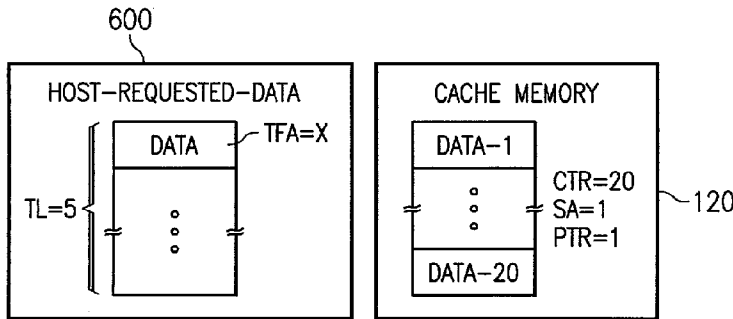 600
HOST-REQUESTED-DATA
DATA
TFA=X
TL=5
CACHE MEMORY
DATA-1
CTR=20
SA=1
PTR=1
120
DATA-20